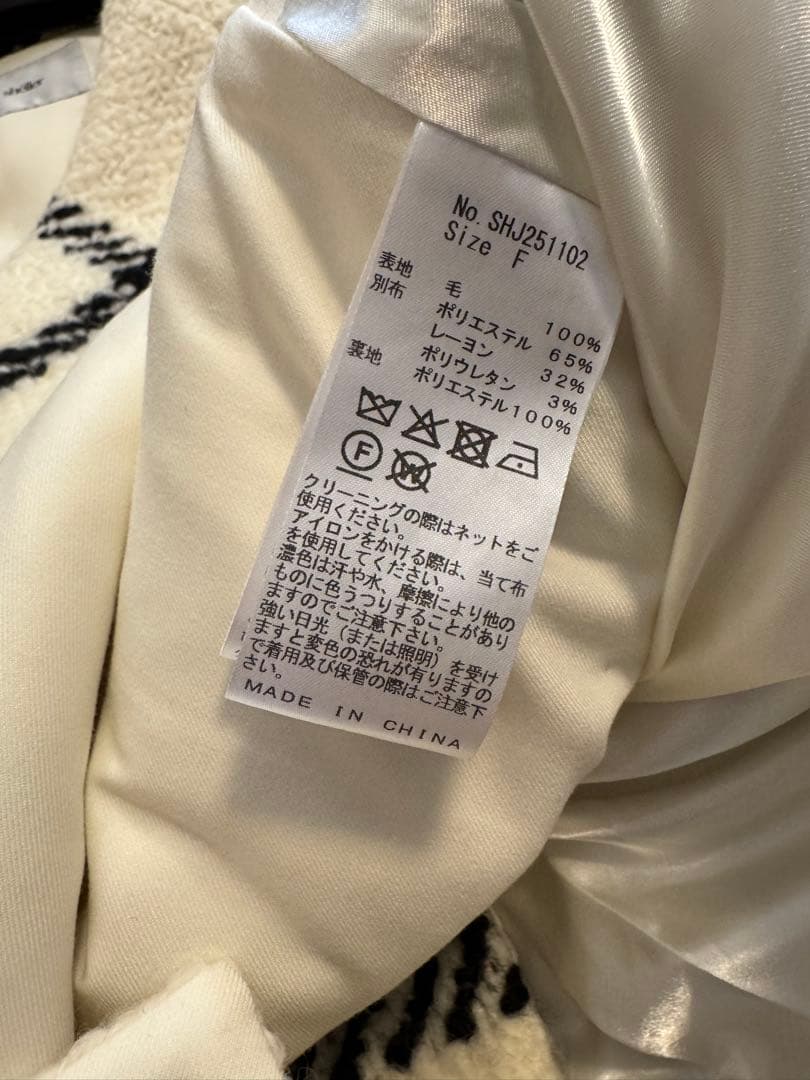 sheller
No. SHJ251102
Size F
表地 毛 100%
別布 ポリエステル 65%
レーヨン 32%
ポリウレタン 3%
裏地 ポリエステル100%
F
W
クリーニングの際はネットをご
使用ください。
アイロンをかける際は、当て布
を使用してください。
濃色は汗や水、摩擦により他の
ものに色うつりすることがあり
ますのでご注意下さい。
強い日光(または照明)を受け
ますと変色の恐れが有りますの
で着用及び保管の際はご注意下
さい。
MADE IN CHINA